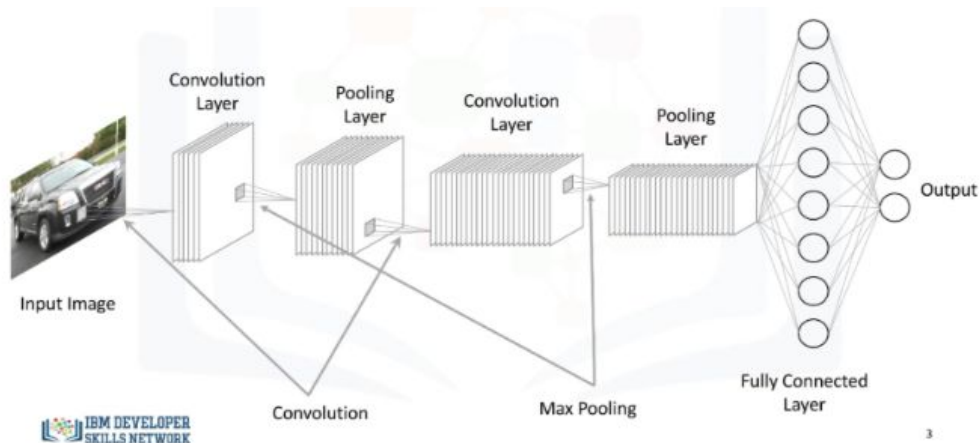 Convolution
Layer
Pooling
Layer
Convolution
Layer
Pooling
Layer
Output
Input Image
Convolution
Max Pooling
Fully Connected
Layer
IBM DEVELOPER
SKILLS NETWORK
3